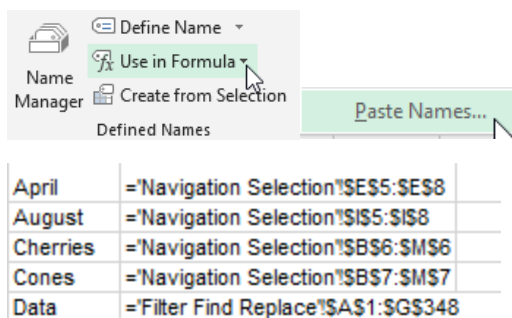 Define Name
Use in Formula
Name
Manager
Create from Selection
Defined Names
Paste Names...
April ='Navigation Selection'!$E$5:$E$8
August ='Navigation Selection'!$I$5:$I$8
Cherries ='Navigation Selection'!$B$6:$M$6
Cones ='Navigation Selection'!$B$7:$M$7
Data ='Filter Find Replace'!$A$1:$G$348